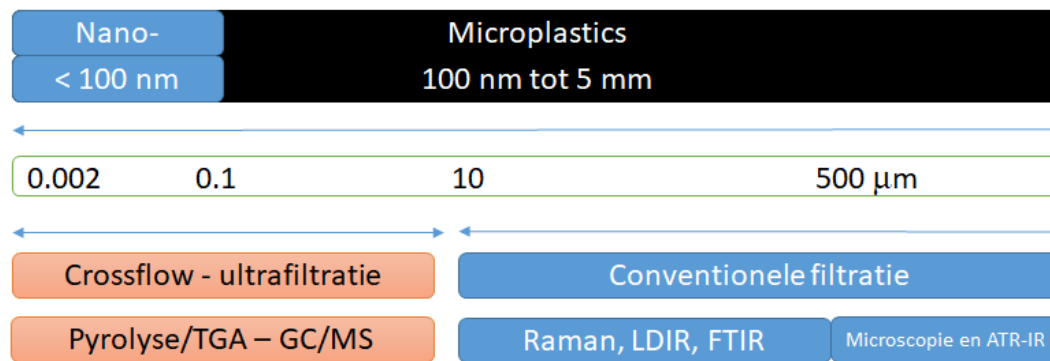 Nano-
Microplastics
< 100 nm
100 nm tot 5 mm
0.002 0.1 10 500 μm
Crossflow - ultrafiltratie
Conventionele filtratie
Pyrolyse/TGA – GC/MS
Raman, LDIR, FTIR
Microscopie en ATR-IR